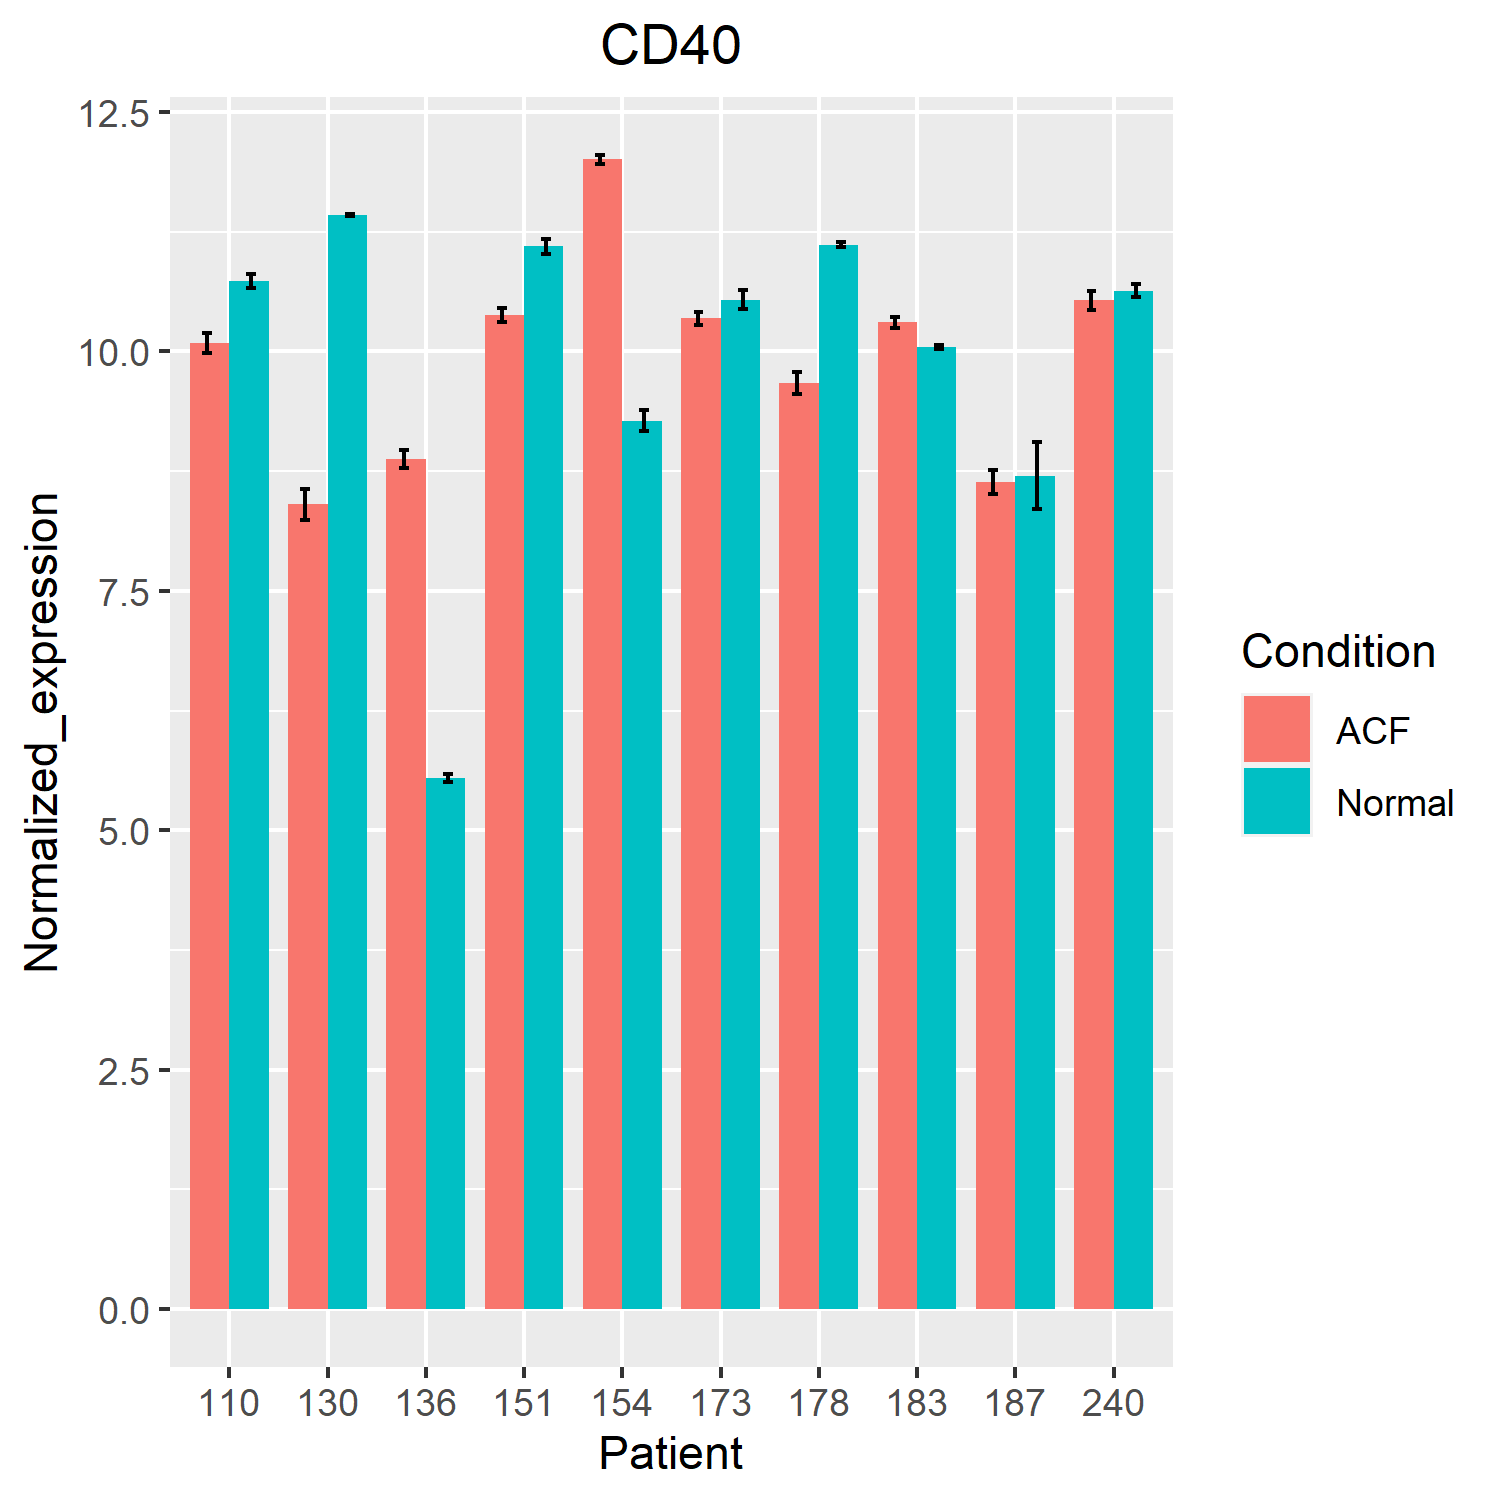 CD40
12.5
10.0
7.5
5.0
2.5
0.0
Normalized_expression
110 130 136 151 154 173 178 183 187 240
Patient
Condition
ACF
Normal